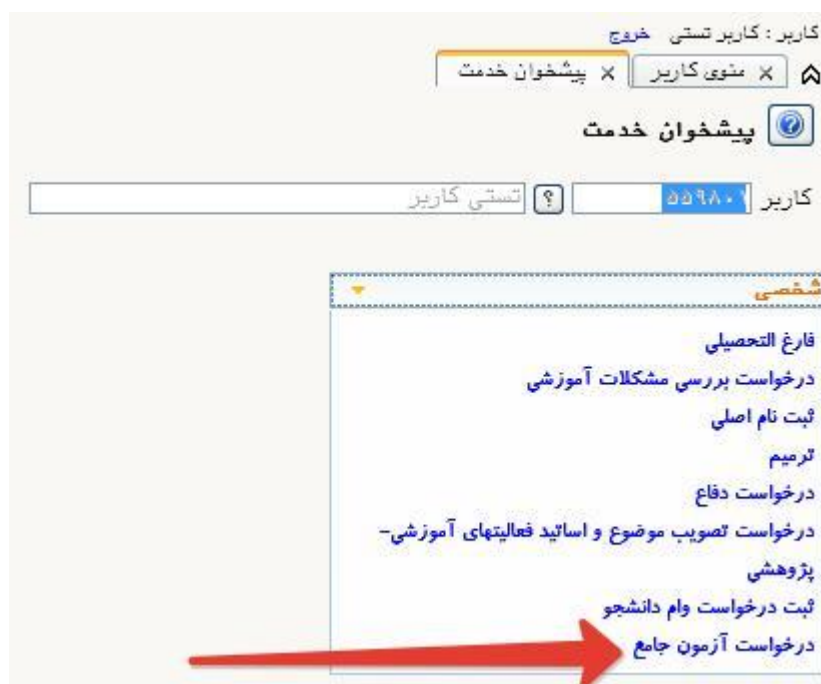 کاربر : کاربر تستی خروج
منوی کاربر پیشخوان خدمت
پیشخوان خدمت
کاربر ۵۵۹۸۰۱ ؟ تستی کاربر
شخصی
فارغ التحصیلی
درخواست بررسی مشکلات آموزشی
ثبت نام اصلی
ترمیم
درخواست دفاع
درخواست تصویب موضوع و اساتید فعالیتهای آموزشی-
پژوهشی
ثبت درخواست وام دانشجو
درخواست آزمون جامع